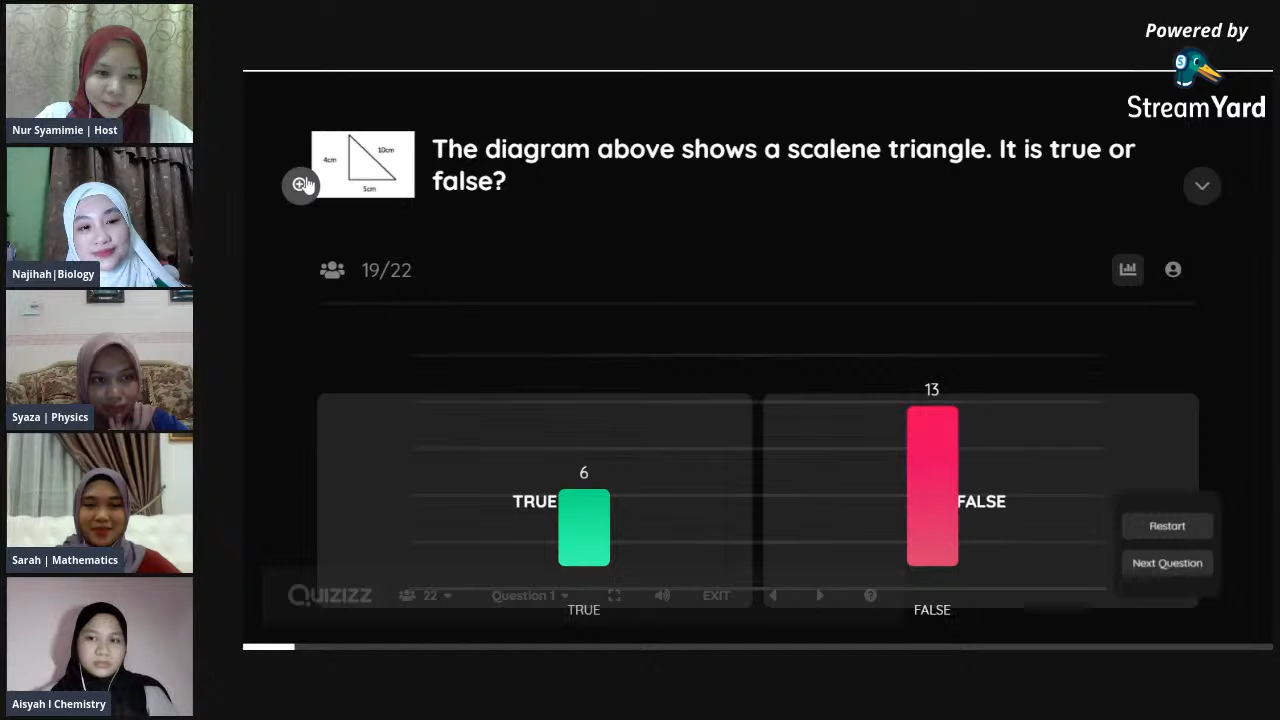 Powered by
StreamYard
Nur Syamimie | Host
Najihah|Biology
Syaza | Physics
Sarah | Mathematics
Aisyah I Chemistry
4cm
10cm
5cm
The diagram above shows a scalene triangle. It is true or
false?
19/22
6
13
TRUE
FALSE
Restart
Next Question
QUIZIZZ
22
Question 1
EXIT
TRUE
FALSE